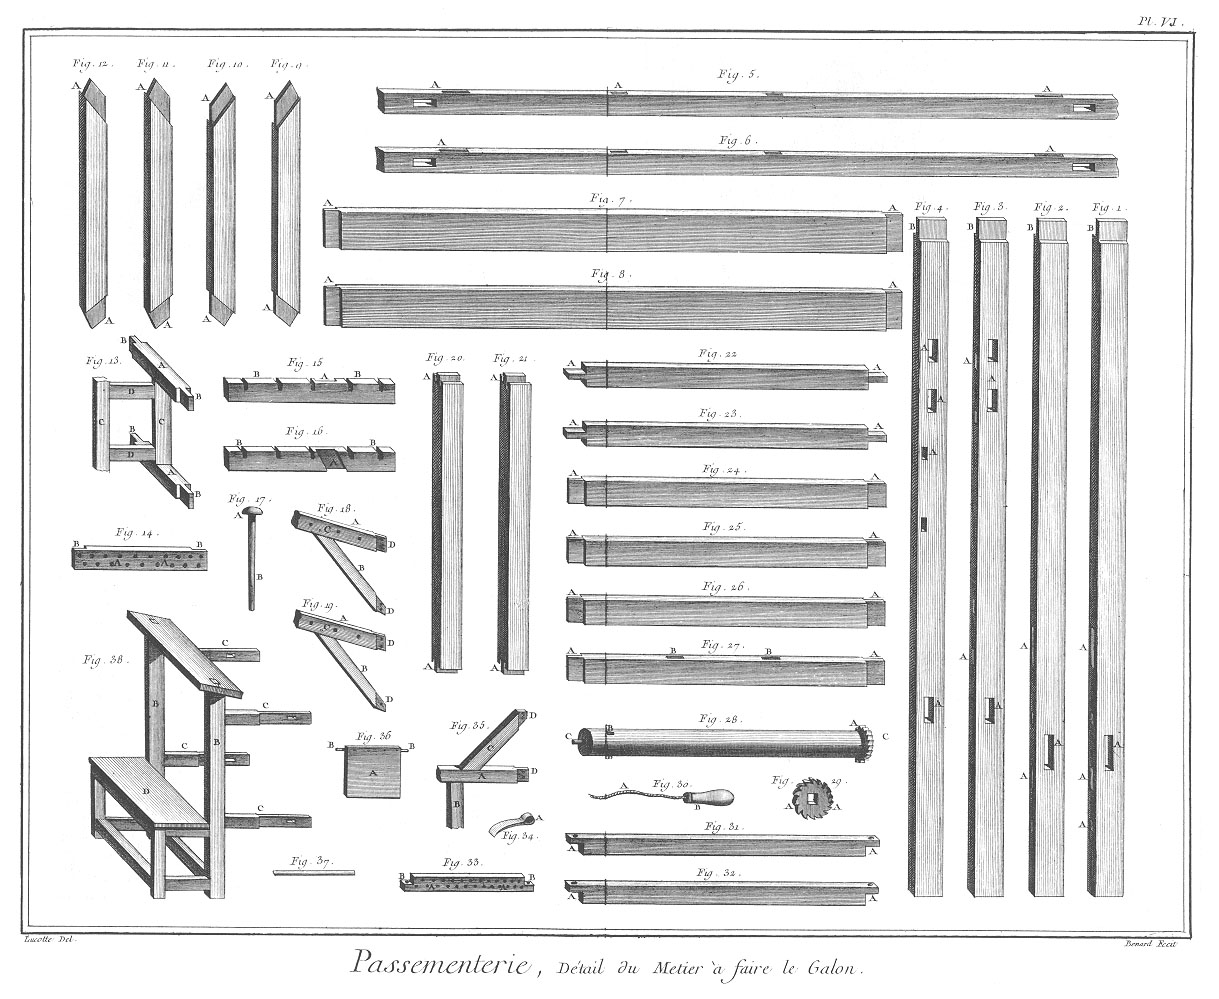 Pl. VI.
Fig. 12. Fig. 11. Fig. 10. Fig. 9. Fig. 5.
A A A A A A A
Fig. 6.
A A
Fig. 7.
A A
Fig. 4. Fig. 3. Fig. 2. Fig. 1.
B B B B
Fig. 8.
A A
A A A A
B
Fig. 13. Fig. 15. Fig. 20. Fig. 21. Fig. 22
A B A B A A A A
D B
C C
Fig. 16. Fig. 23.
B B A A
B D A
A B
A A A A
Fig. 24.
A A
Fig. 17. Fig. 18.
A A C D B D B
Fig. 14. Fig. 25.
B B A A
A A
Fig. 19. Fig. 26
A C D B D A A
Fig. 38. Fig. 27.
C C B B A B B A
A A
C C D C C
A A A A
A A A A
A A
Fig. 36 Fig. 35. Fig. 28.
B B A D C A D B C B A C
Fig. 30. Fig. 29.
A B A A
Fig. 34. Fig. 31.
A A A
Fig. 37. Fig. 33. Fig. 32.
B B A A A A
Lucotte Del. Benard Fecit
Passementerie, Détail du Metier à faire le Galon.